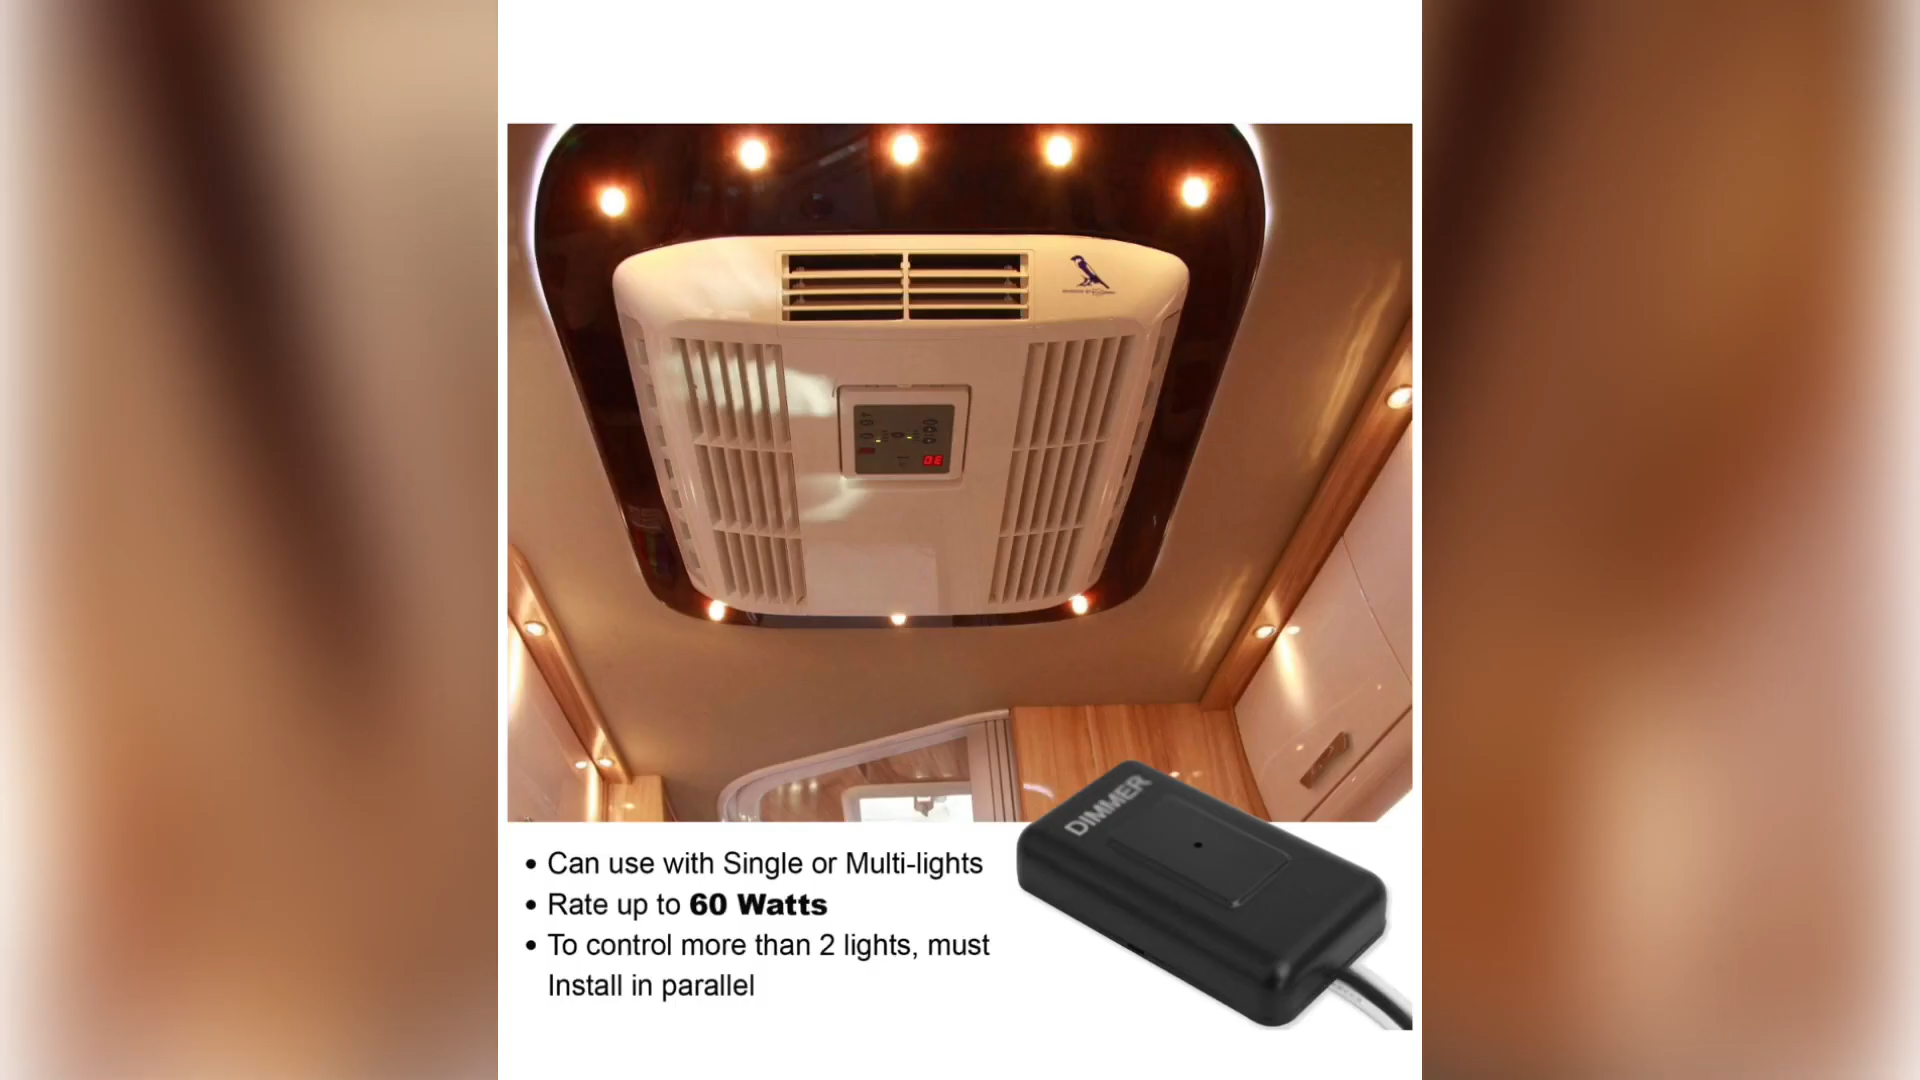 DIMMER
• Can use with Single or Multi-lights
• Rate up to 60 Watts
• To control more than 2 lights, must
Install in parallel